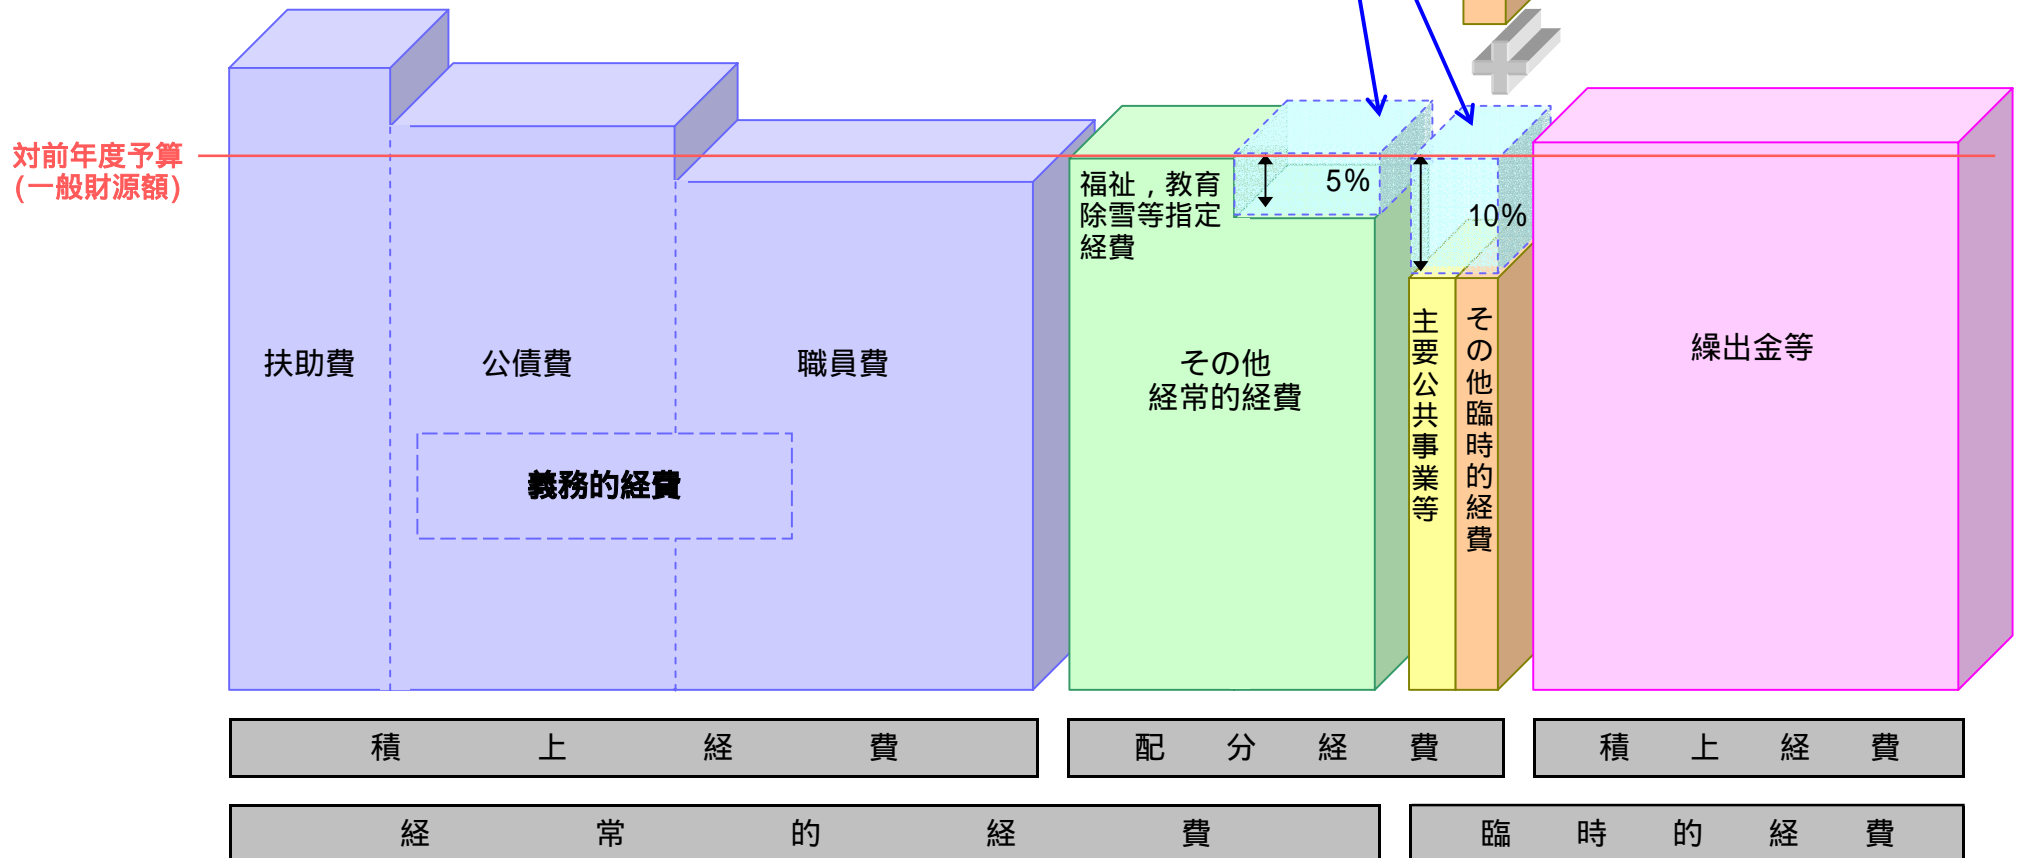 対前年度予算
(一般財源額)
福祉，教育
除雪等指定
経費
5%
10%
扶助費
公債費
職員費
義務的経費
その他
経常的経費
主要公共事業等
その他臨時的経費
繰出金等
積上経費
配分経費
積上経費
経常的経費
臨時的経費